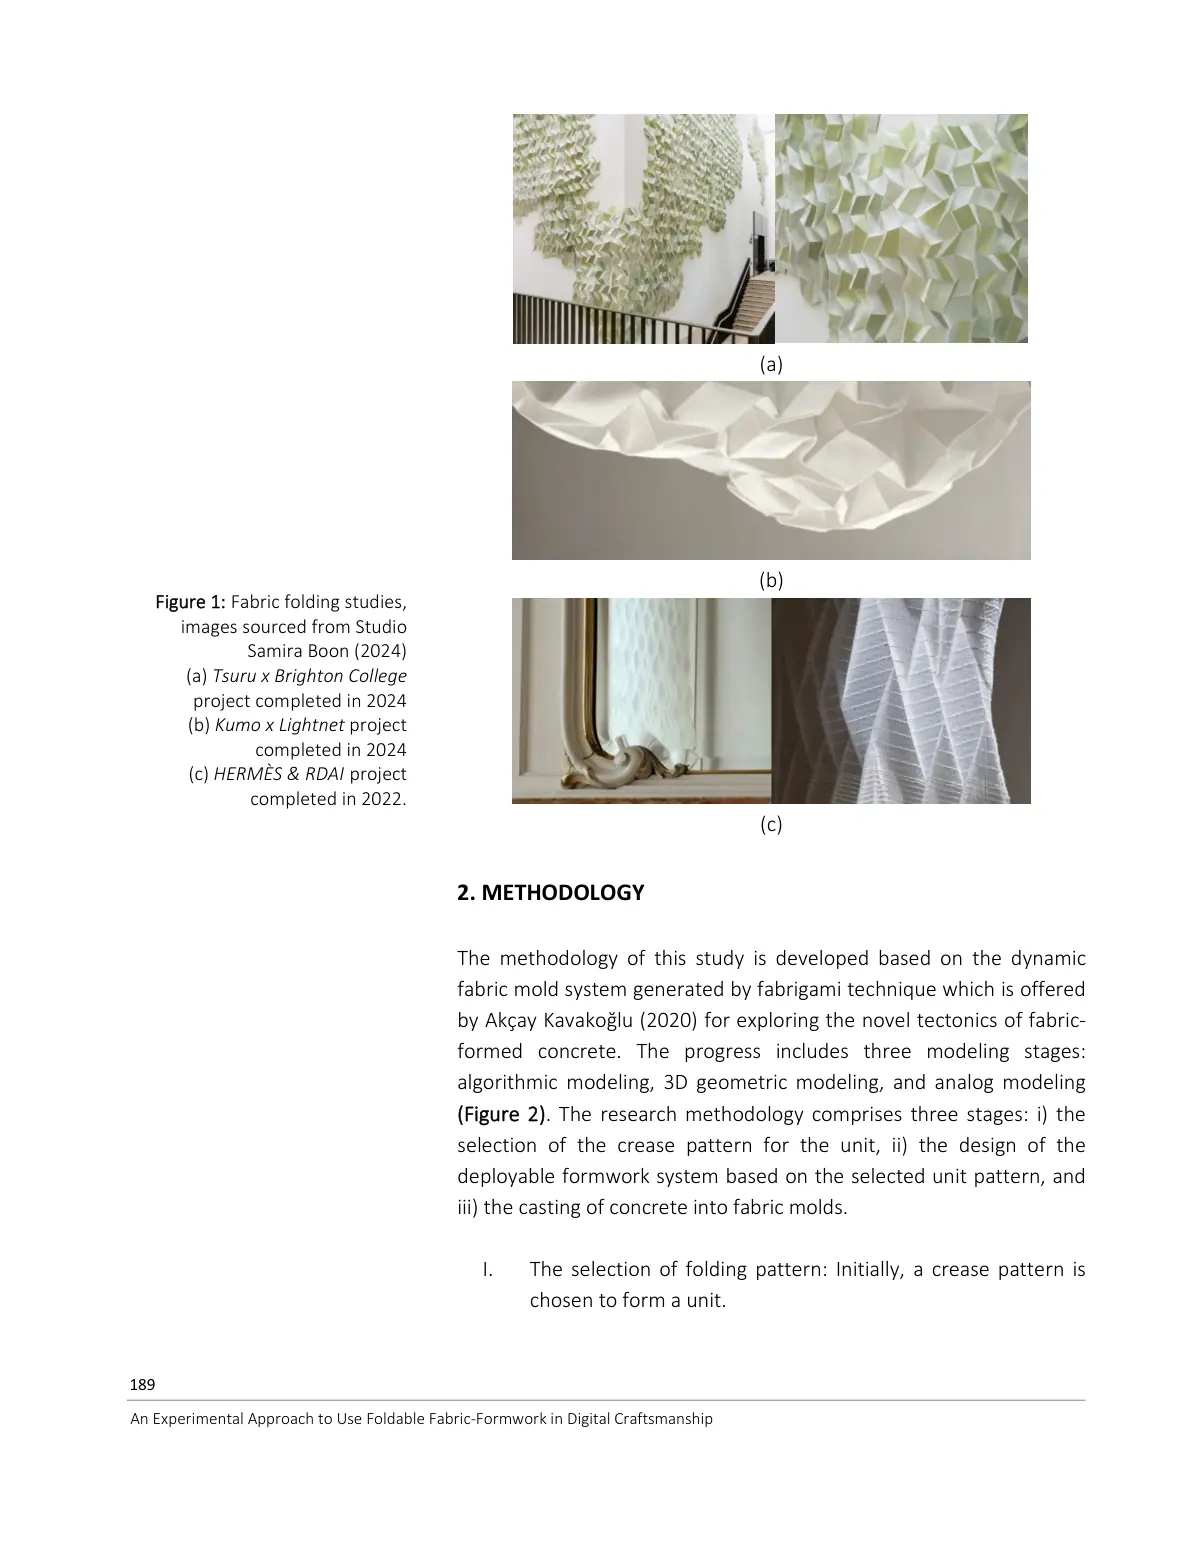 (a)
(b)
Figure 1: Fabric folding studies,
images sourced from Studio
Samira Boon (2024)
(a) Tsuru x Brighton College
project completed in 2024
(b) Kumo x Lightnet project
completed in 2024
(c) HERMÈS & RDAI project
completed in 2022.
(c)
2. METHODOLOGY
The methodology of this study is developed based on the dynamic
fabric mold system generated by fabrigami technique which is offered
by Akçay Kavakoğlu (2020) for exploring the novel tectonics of fabric-
formed concrete. The progress includes three modeling stages:
algorithmic modeling, 3D geometric modeling, and analog modeling
(Figure 2). The research methodology comprises three stages: i) the
selection of the crease pattern for the unit, ii) the design of the
deployable formwork system based on the selected unit pattern, and
iii) the casting of concrete into fabric molds.
I. The selection of folding pattern: Initially, a crease pattern is
chosen to form a unit.
189
An Experimental Approach to Use Foldable Fabric-Formwork in Digital Craftsmanship